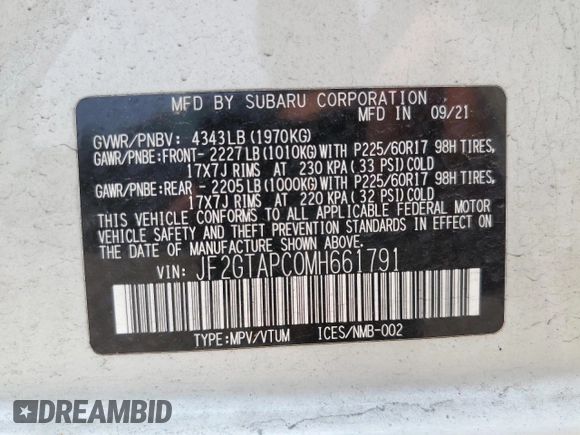 MFD BY SUBARU CORPORATION
MFD IN 09/21
GVWR/PNBV: 4343LB (1970KG)
GAWR/PNBE:FRONT- 2227LB(1010KG)WITH P225/60R17 98H TIRES,
17X7J RIMS AT 230 KPA(33 PSI)COLD
GAWR/PNBE:REAR - 2205LB(1000KG)WITH P225/60R17 98H TIRES,
17X7J RIMS AT 220 KPA(32 PSI)COLD
THIS VEHICLE CONFORMS TO ALL APPLICABLE FEDERAL MOTOR
VEHICLE SAFETY AND THEFT PREVENTION STANDARDS IN EFFECT ON
THE DATE OF MANUFACTURE SHOWN ABOVE.
VIN: JF2GTAPC0MH661791
TYPE:MPV/VTUM ICES/NMB-002
DREAMBID